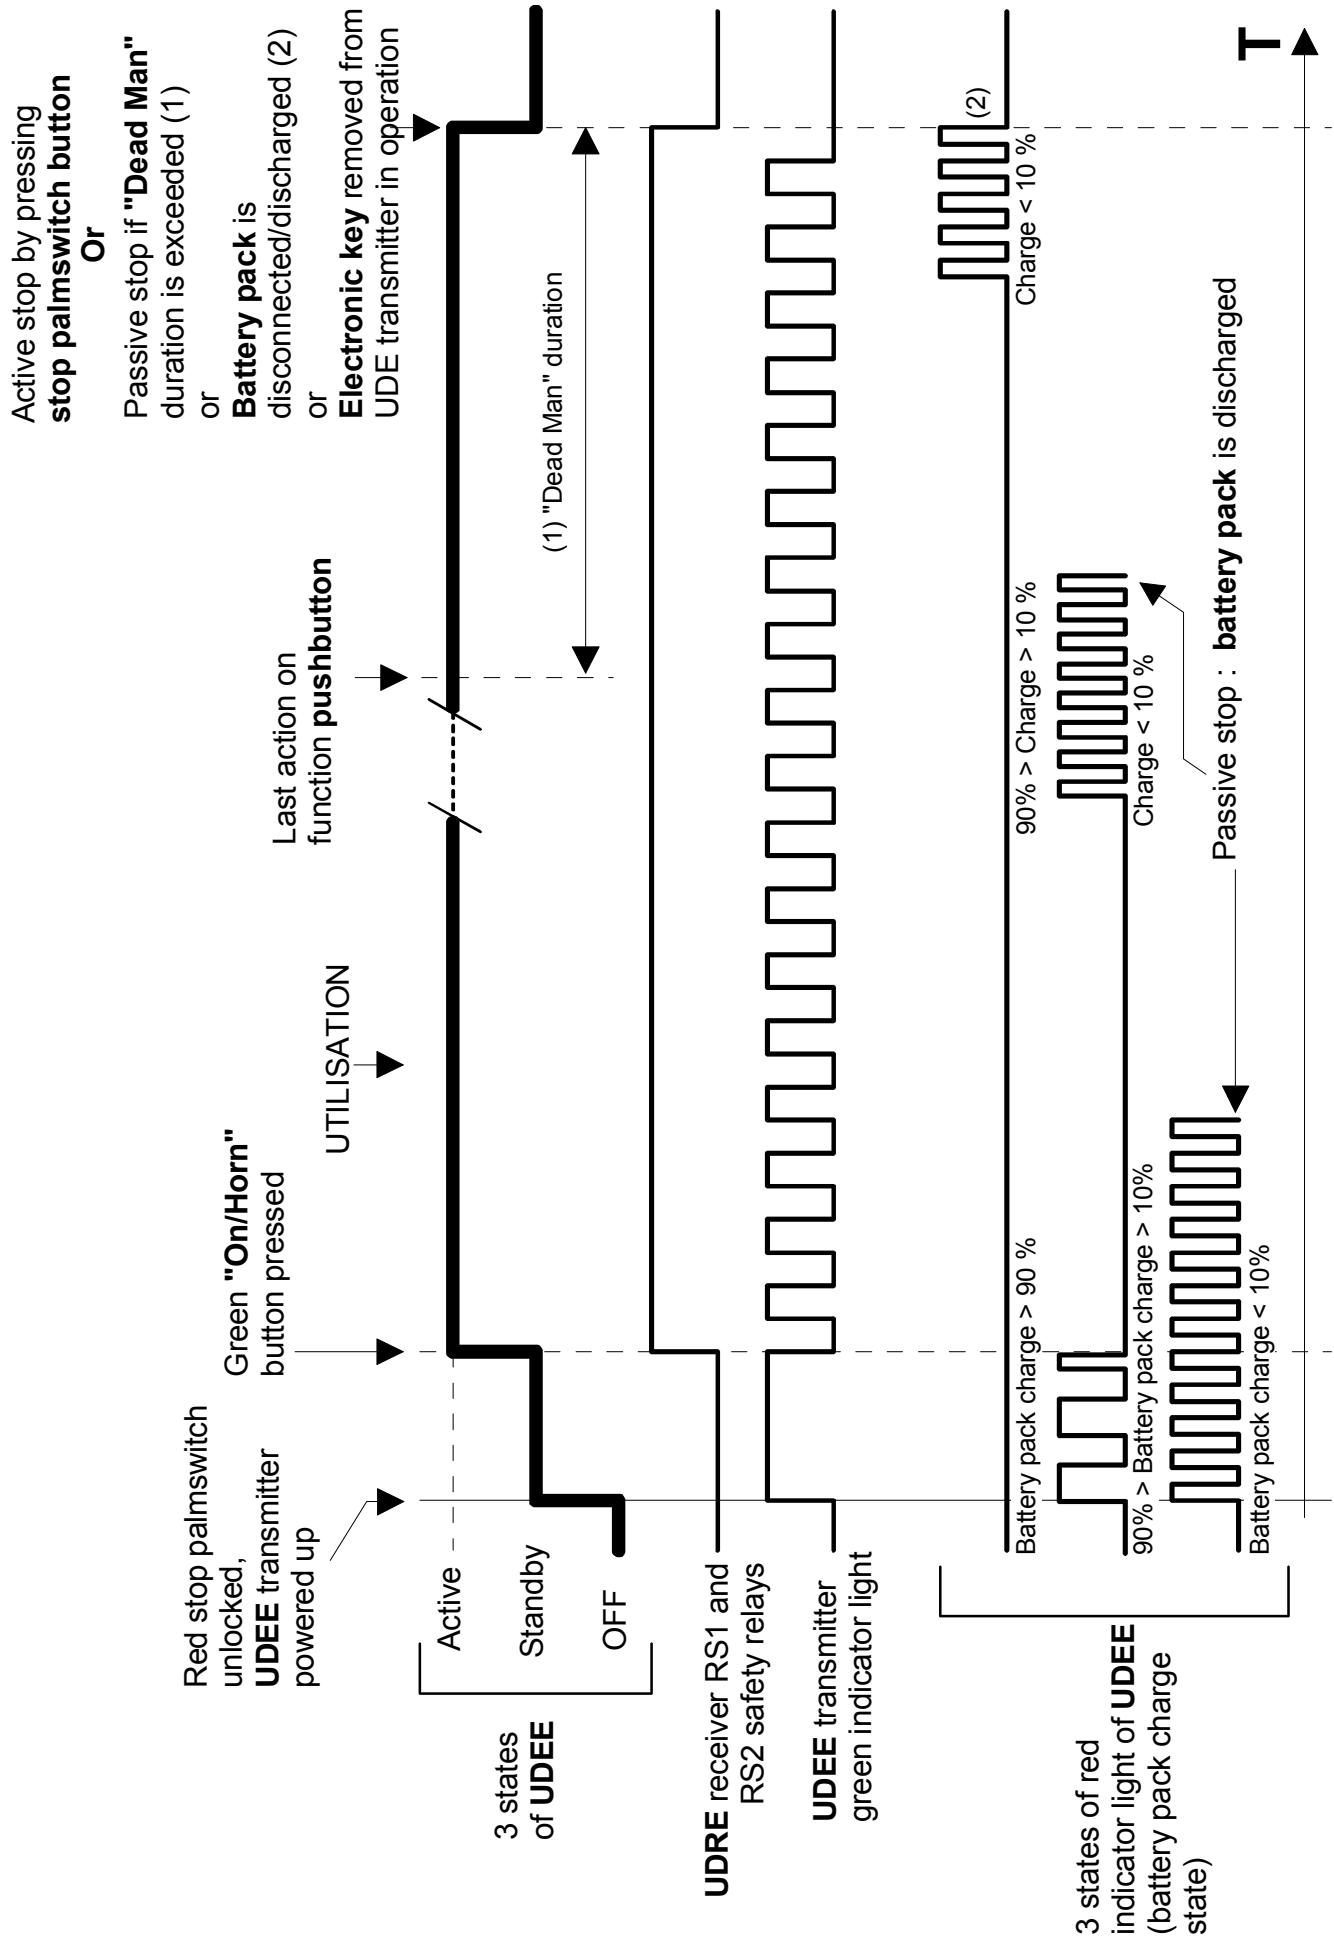 Red stop palmswitch
unlocked,
UDEE transmitter
powered up
Green "On/Horn"
button pressed
UTILISATION
Last action on
function pushbutton
Active stop by pressing
stop palmswitch button
Or
Passive stop if "Dead Man"
duration is exceeded (1)
or
Battery pack is
disconnected/discharged (2)
or
Electronic key removed from
UDE transmitter in operation
3 states
of UDEE
Active
Standby
OFF
(1) "Dead Man" duration
UDRE receiver RS1 and
RS2 safety relays
UDEE transmitter
green indicator light
3 states of red
indicator light of UDEE
(battery pack charge
state)
(2)
Battery pack charge > 90 %
90% > Charge > 10 %
Charge < 10 %
90% > Battery pack charge > 10%
Charge < 10 %
Battery pack charge < 10%
Passive stop : battery pack is discharged
T